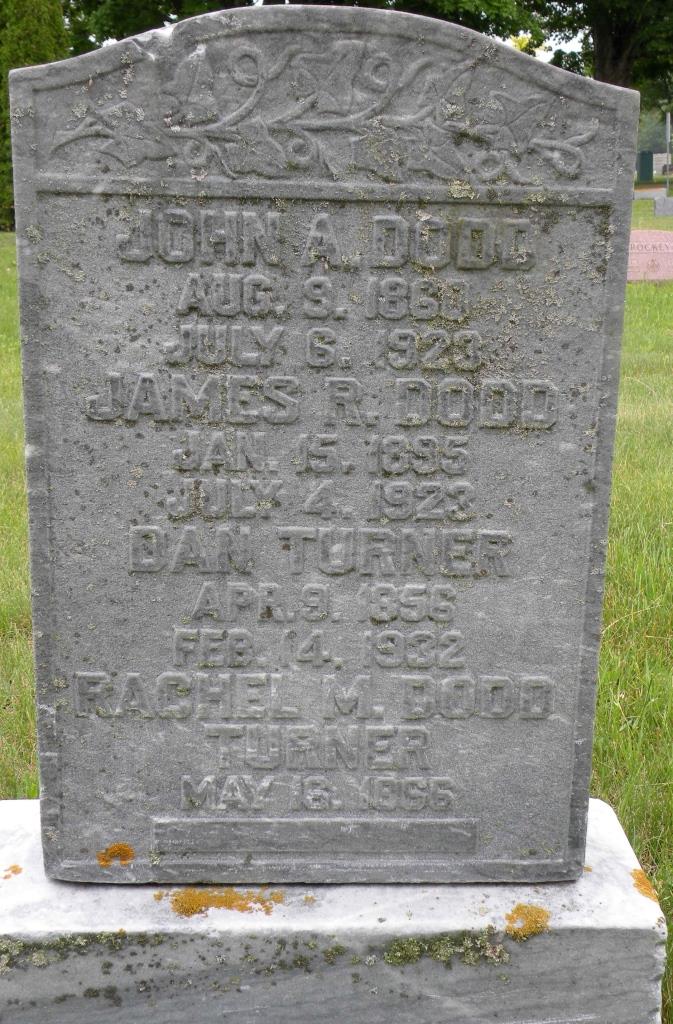 JOHN A. DODD
AUG. 9. 1860
JULY 6. 1923
JAMES R. DODD
JAN. 15. 1895
JULY 4. 1923
DAN TURNER
APR. 9. 1856
FEB. 14. 1932
RACHEL M. DODD
TURNER
MAY 16. 1866
ROCKEY